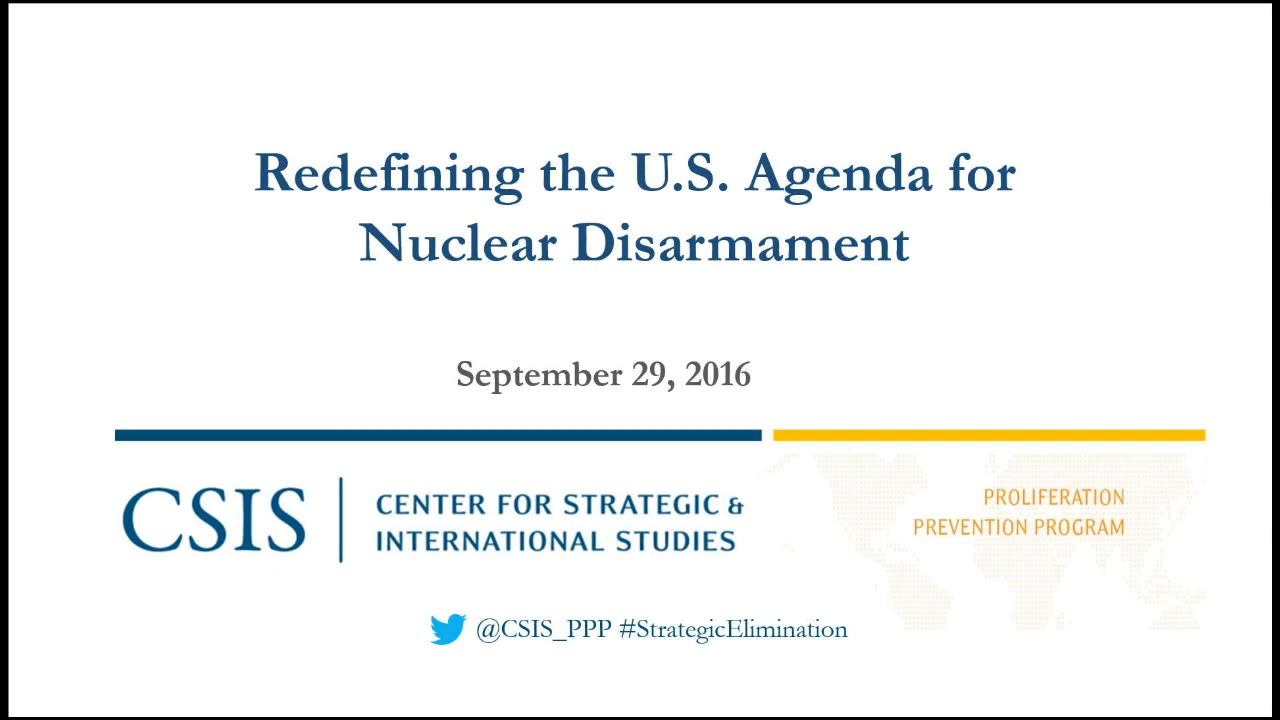 Redefining the U.S. Agenda for
Nuclear Disarmament
September 29, 2016
CSIS
CENTER FOR STRATEGIC &
INTERNATIONAL STUDIES
PROLIFERATION
PREVENTION PROGRAM
@CSIS_PPP #StrategicElimination